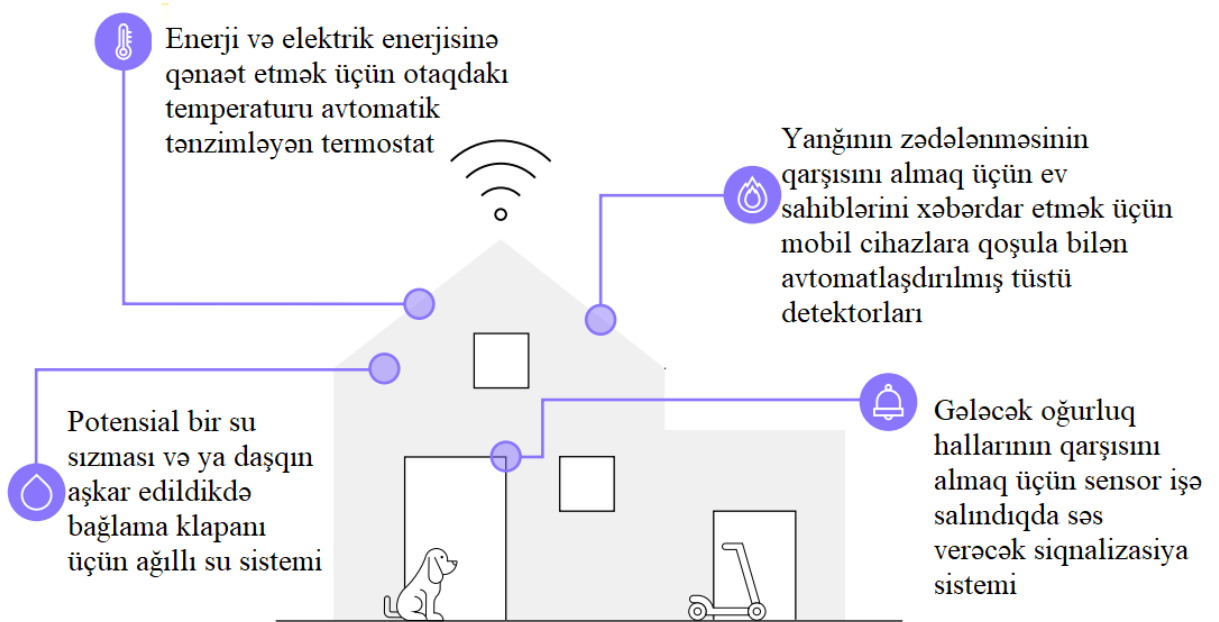 Enerji və elektrik enerjisinə
qənaət etmək üçün otaqdakı
temperaturu avtomatik
tənzimləyən termostat
Yanğının zədələnməsinin
qarşısını almaq üçün ev
sahiblərini xəbərdar etmək üçün
mobil cihazlara qoşula bilən
avtomatlaşdırılmış tüstü
detektorları
Potensial bir su
sızması və ya daşqın
aşkar edildikdə
bağlama klapanı
üçün ağıllı su sistemi
Gələcək oğurluq
hallarının qarşısını
almaq üçün sensor işə
salındıqda səs
verəcək siqnalizasiya
sistemi